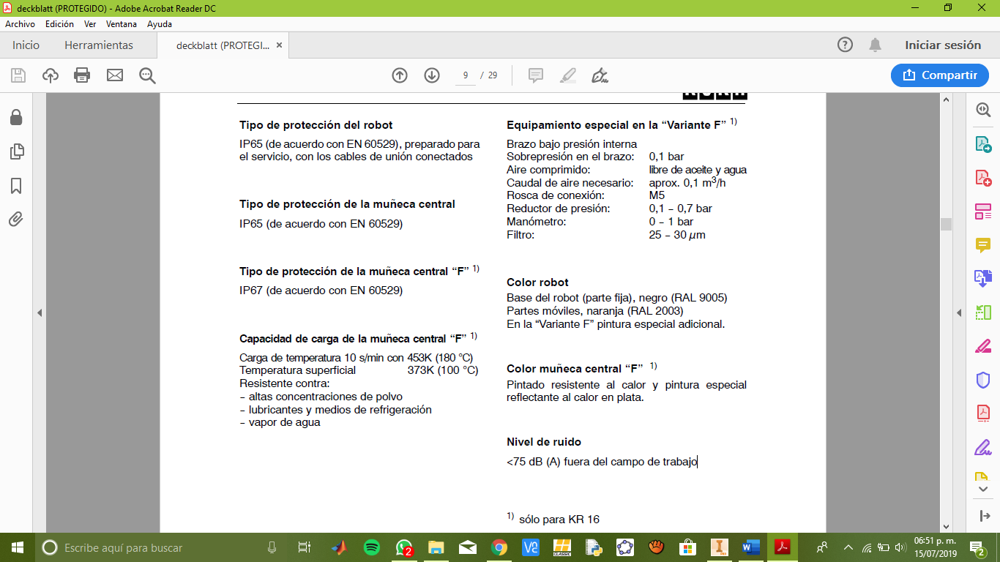 deckblatt (PROTEGIDO) - Adobe Acrobat Reader DC
Archivo Edición Ver Ventana Ayuda
Inicio Herramientas deckblatt (PROTEGI... × Iniciar sesión
9 / 29 Compartir
Tipo de protección del robot
IP65 (de acuerdo con EN 60529), preparado para
el servicio, con los cables de unión conectados
Tipo de protección de la muñeca central
IP65 (de acuerdo con EN 60529)
Tipo de protección de la muñeca central “F” 1)
IP67 (de acuerdo con EN 60529)
Capacidad de carga de la muñeca central “F” 1)
Carga de temperatura 10 s/min con 453K (180 °C)
Temperatura superficial 373K (100 °C)
Resistente contra:
– altas concentraciones de polvo
– lubricantes y medios de refrigeración
– vapor de agua
Equipamiento especial en la “Variante F” 1)
Brazo bajo presión interna
Sobrepresión en el brazo: 0,1 bar
Aire comprimido: libre de aceite y agua
Caudal de aire necesario: aprox. 0,1 m3/h
Rosca de conexión: M5
Reductor de presión: 0,1 – 0,7 bar
Manómetro: 0 – 1 bar
Filtro: 25 – 30 µm
Color robot
Base del robot (parte fija), negro (RAL 9005)
Partes móviles, naranja (RAL 2003)
En la “Variante F” pintura especial adicional.
Color muñeca central “F” 1)
Pintado resistente al calor y pintura especial
reflectante al calor en plata.
Nivel de ruido
<75 dB (A) fuera del campo de trabajo
1) sólo para KR 16
Escribe aquí para buscar
2
CLASSIC
06:51 p. m.
15/07/2019
2